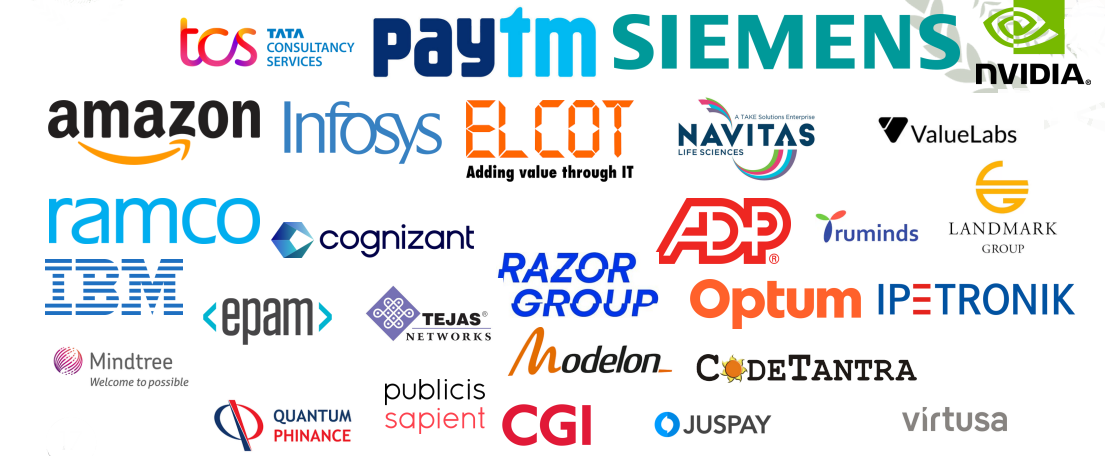 tcs TATA
CONSULTANCY
SERVICES
paytm
SIEMENS
NVIDIA®
amazon
Infosys
ELCOT
Adding value through IT
A TAKE Solutions Enterprise
NAVITAS
LIFE SCIENCES
ValueLabs
ramco
cognizant
ADP®
Truminds
LANDMARK
GROUP
IBM
<epam>
TEJAS®
NETWORKS
RAZOR
GROUP
Optum
IPETRONIK
Mindtree
Welcome to possible
Modelon
CODETANTRA
QUANTUM
PHINANCE
publicis
sapient
CGI
JUSPAY
virtusa